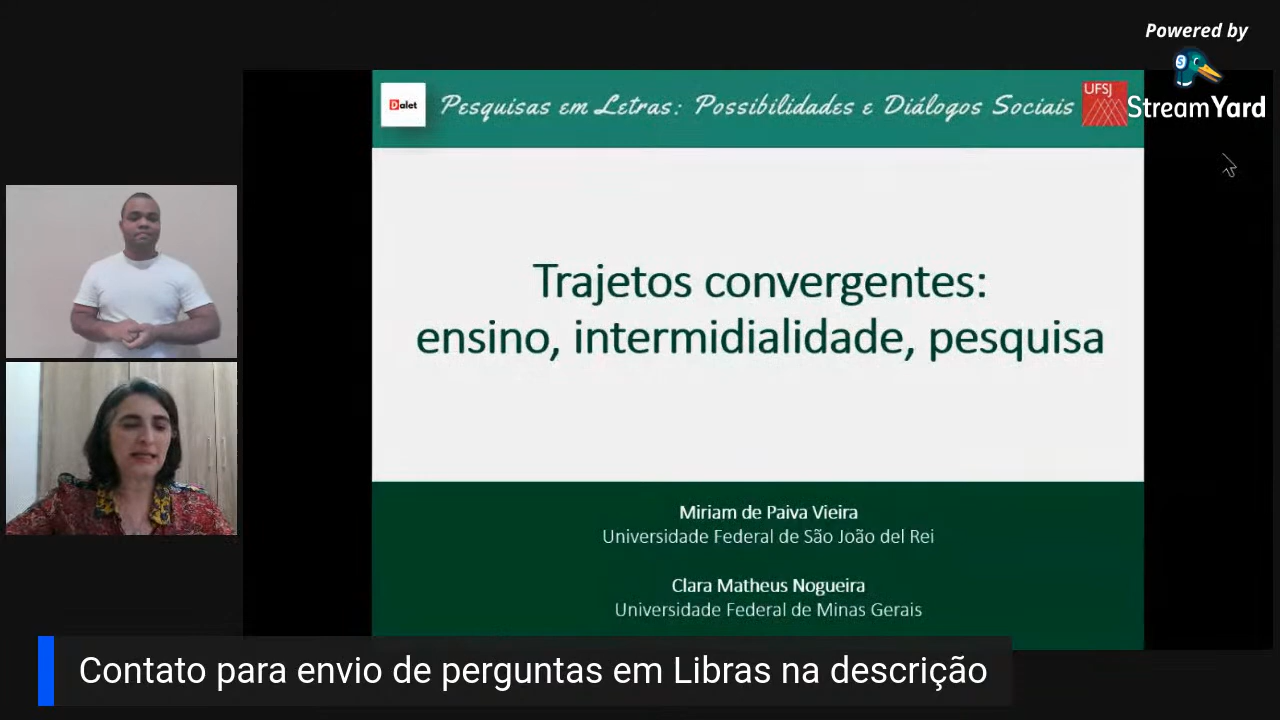 Powered by
StreamYard
Dalet
Pesquisas em Letras: Possibilidades e Diálogos Sociais
UFSJ
Trajetos convergentes:
ensino, intermidialidade, pesquisa
Miriam de Paiva Vieira
Universidade Federal de São João del Rei
Clara Matheus Nogueira
Universidade Federal de Minas Gerais
Contato para envio de perguntas em Libras na descrição